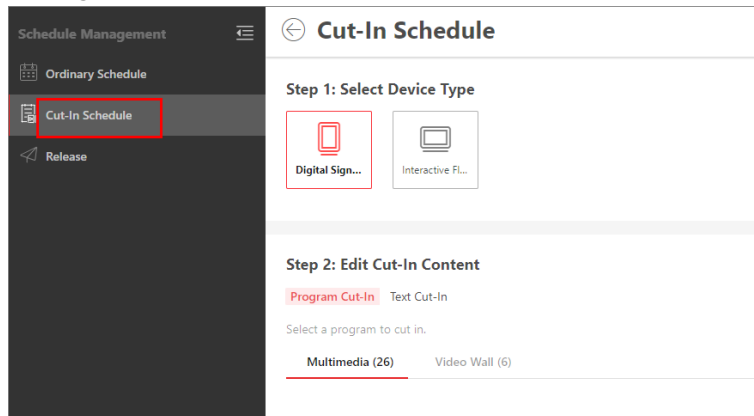 Schedule Management
Ordinary Schedule
Cut-In Schedule
Release
Cut-In Schedule
Step 1: Select Device Type
Digital Sign... Interactive Fl...
Step 2: Edit Cut-In Content
Program Cut-In Text Cut-In
Select a program to cut in.
Multimedia (26) Video Wall (6)